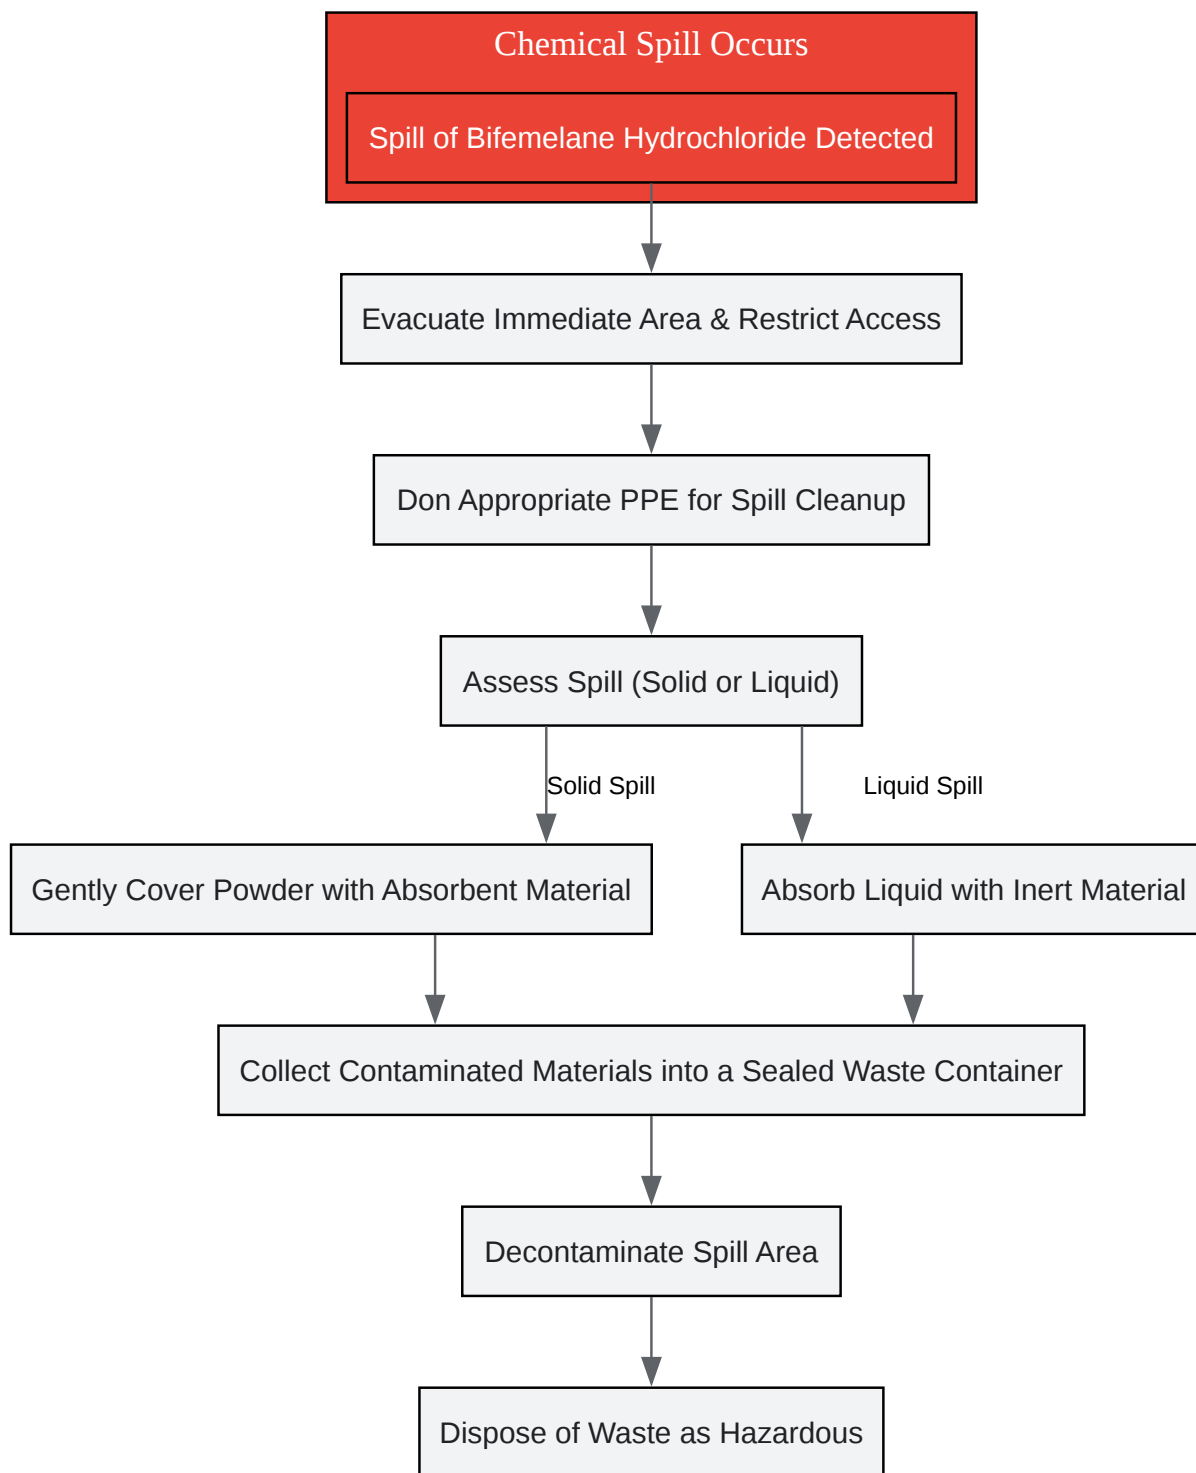 Chemical Spill Occurs
Spill of Bifemelane Hydrochloride Detected
Evacuate Immediate Area & Restrict Access
Don Appropriate PPE for Spill Cleanup
Assess Spill (Solid or Liquid)
Solid Spill
Liquid Spill
Gently Cover Powder with Absorbent Material
Absorb Liquid with Inert Material
Collect Contaminated Materials into a Sealed Waste Container
Decontaminate Spill Area
Dispose of Waste as Hazardous